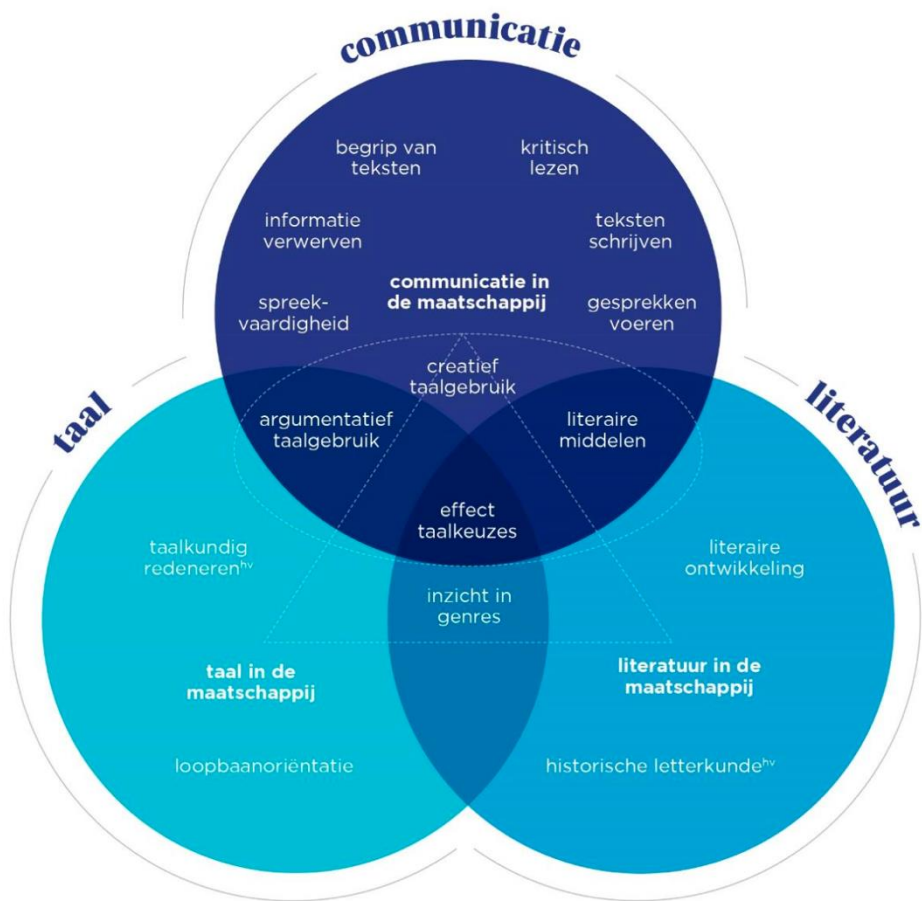 communicatie
begrip van
teksten
kritisch
lezen
informatie
verwerven
teksten
schrijven
communicatie in
de maatschappij
spreek-
vaardigheid
gesprekken
voeren
creatief
taalgebruik
taal
literatuur
argumentatief
taalgebruik
literaire
middelen
effect
taalkeuzes
taalkundig
redenerenʰᵛ
literaire
ontwikkeling
inzicht in
genres
taal in de
maatschappij
literatuur in de
maatschappij
loopbaanoriëntatie
historische letterkundeʰᵛ